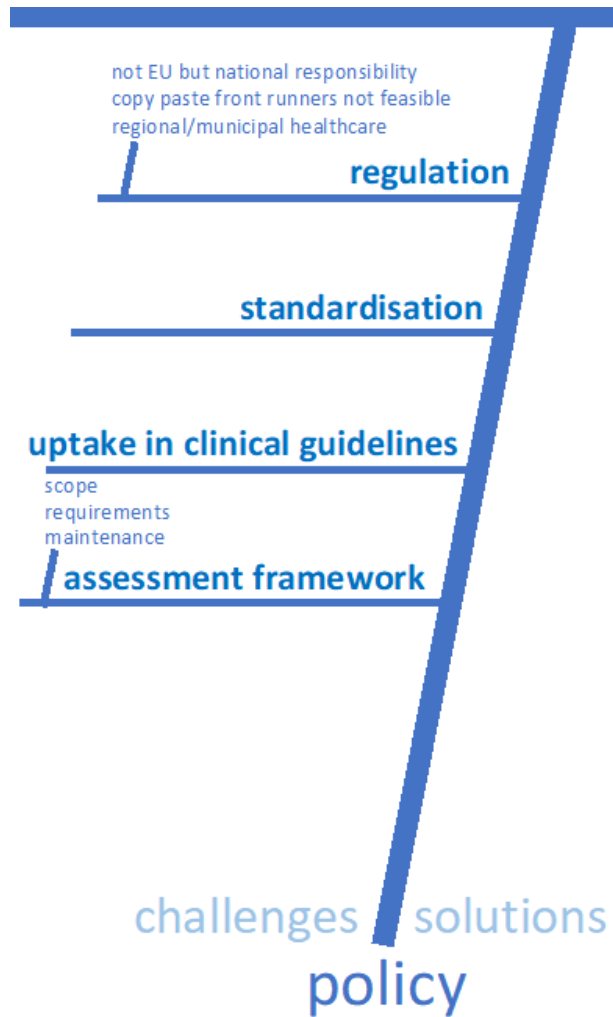 not EU but national responsibility
copy paste front runners not feasible
regional/municipal healthcare
regulation
standardisation
uptake in clinical guidelines
scope
requirements
maintenance
assessment framework
challenges solutions
policy